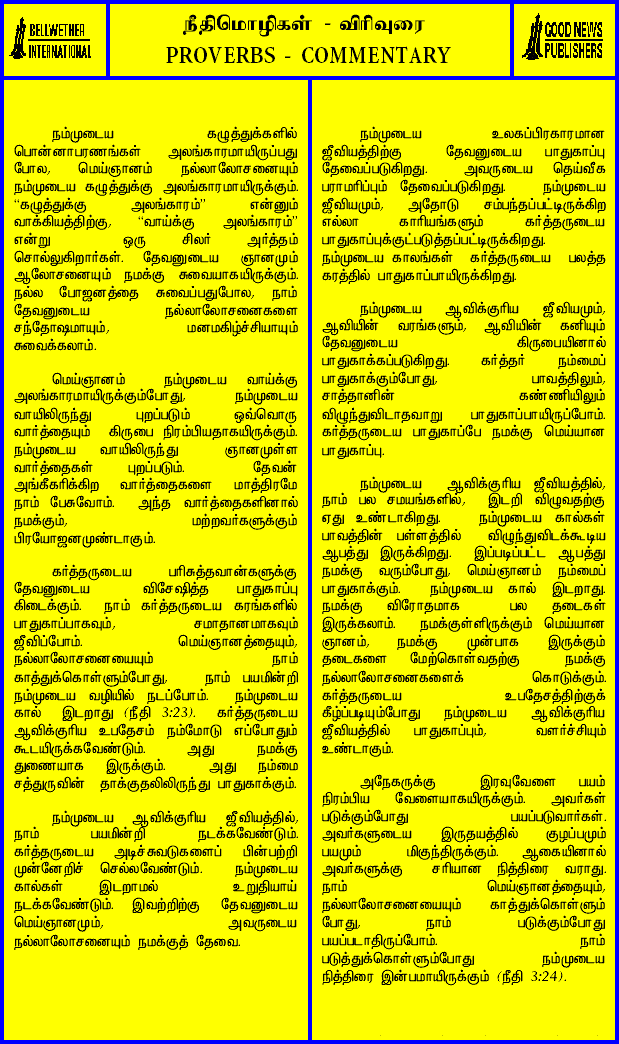 BELLWETHER
INTERNATIONAL
நீதிமொழிகள் - விரிவுரை
PROVERBS - COMMENTARY
GOOD NEWS
PUBLISHERS
நம்முடைய கழுத்துக்களில்
பொன்னாபரணங்கள் அலங்காரமாயிருப்பது
போல, மெய்ஞானம் நல்லாலோசனையும்
நம்முடைய கழுத்துக்கு அலங்காரமாயிருக்கும்.
"கழுத்துக்கு அலங்காரம்" என்னும்
வாக்கியத்திற்கு, "வாய்க்கு அலங்காரம்"
என்று ஒரு சிலர் அர்த்தம்
சொல்லுகிறார்கள். தேவனுடைய ஞானமும்
ஆலோசனையும் நமக்கு சுவையாகயிருக்கும்.
நல்ல போஜனத்தை சுவைப்பதுபோல, நாம்
தேவனுடைய நல்லாலோசனைகளை
சந்தோஷமாயும், மனமகிழ்ச்சியாயும்
சுவைக்கலாம்.
மெய்ஞானம் நம்முடைய வாய்க்கு
அலங்காரமாயிருக்கும்போது, நம்முடைய
வாயிலிருந்து புறப்படும் ஒவ்வொரு
வார்த்தையும் கிருபை நிரம்பியதாகயிருக்கும்.
நம்முடைய வாயிலிருந்து ஞானமுள்ள
வார்த்தைகள் புறப்படும். தேவன்
அங்கீகரிக்கிற வார்த்தைகளை மாத்திரமே
நாம் பேசுவோம். அந்த வார்த்தைகளினால்
நமக்கும், மற்றவர்களுக்கும்
பிரயோஜனமுண்டாகும்.
கர்த்தருடைய பரிசுத்தவான்களுக்கு
தேவனுடைய விசேஷித்த பாதுகாப்பு
கிடைக்கும். நாம் கர்த்தருடைய கரங்களில்
பாதுகாப்பாகவும், சமாதானமாகவும்
ஜீவிப்போம். மெய்ஞானத்தையும்,
நல்லாலோசனையையும் நாம்
காத்துக்கொள்ளும்போது, நாம் பயமின்றி
நம்முடைய வழியில் நடப்போம். நம்முடைய
கால் இடறாது (நீதி 3:23). கர்த்தருடைய
ஆவிக்குரிய உபதேசம் நம்மோடு எப்போதும்
கூடயிருக்கவேண்டும். அது நமக்கு
துணையாக இருக்கும். அது நம்மை
சத்துருவின் தாக்குதலிலிருந்து பாதுகாக்கும்.
நம்முடைய ஆவிக்குரிய ஜீவியத்தில்,
நாம் பயமின்றி நடக்கவேண்டும்.
கர்த்தருடைய அடிச்சுவடுகளைப் பின்பற்றி
முன்னேறிச் செல்லவேண்டும். நம்முடைய
கால்கள் இடறாமல் உறுதியாய்
நடக்கவேண்டும். இவற்றிற்கு தேவனுடைய
மெய்ஞானமும், அவருடைய
நல்லாலோசனையும் நமக்குத் தேவை.
நம்முடைய உலகப்பிரகாரமான
ஜீவியத்திற்கு தேவனுடைய பாதுகாப்பு
தேவைப்படுகிறது. அவருடைய தெய்வீக
பராமரிப்பும் தேவைப்படுகிறது. நம்முடைய
ஜீவியமும், அதோடு சம்பந்தப்பட்டிருக்கிற
எல்லா காரியங்களும் கர்த்தருடைய
பாதுகாப்புக்குட்படுத்தப்பட்டிருக்கிறது.
நம்முடைய காலங்கள் கர்த்தருடைய பலத்த
கரத்தில் பாதுகாப்பாயிருக்கிறது.
நம்முடைய ஆவிக்குரிய ஜீவியமும்,
ஆவியின் வரங்களும், ஆவியின் கனியும்
தேவனுடைய கிருபையினால்
பாதுகாக்கப்படுகிறது. கர்த்தர் நம்மைப்
பாதுகாக்கும்போது, பாவத்திலும்,
சாத்தானின் கண்ணியிலும்
விழுந்துவிடாதவாறு பாதுகாப்பாயிருப்போம்.
கர்த்தருடைய பாதுகாப்பே நமக்கு மெய்யான
பாதுகாப்பு.
நம்முடைய ஆவிக்குரிய ஜீவியத்தில்,
நாம் பல சமயங்களில், இடறி விழுவதற்கு
ஏது உண்டாகிறது. நம்முடைய கால்கள்
பாவத்தின் பள்ளத்தில் விழுந்துவிடக்கூடிய
ஆபத்து இருக்கிறது. இப்படிப்பட்ட ஆபத்து
நமக்கு வரும்போது, மெய்ஞானம் நம்மைப்
பாதுகாக்கும். நம்முடைய கால் இடறாது.
நமக்கு விரோதமாக பல தடைகள்
இருக்கலாம். நமக்குள்ளிருக்கும் மெய்யான
ஞானம், நமக்கு முன்பாக இருக்கும்
தடைகளை மேற்கொள்வதற்கு நமக்கு
நல்லாலோசனைகளைக் கொடுக்கும்.
கர்த்தருடைய உபதேசத்திற்குக்
கீழ்ப்படியும்போது நம்முடைய ஆவிக்குரிய
ஜீவியத்தில் பாதுகாப்பும், வளர்ச்சியும்
உண்டாகும்.
அநேகருக்கு இரவுவேளை பயம்
நிரம்பிய வேளையாகயிருக்கும். அவர்கள்
படுக்கும்போது பயப்படுவார்கள்.
அவர்களுடைய இருதயத்தில் குழப்பமும்
பயமும் மிகுந்திருக்கும். ஆகையினால்
அவர்களுக்கு சரியான நித்திரை வராது.
நாம் மெய்ஞானத்தையும்,
நல்லாலோசனையையும் காத்துக்கொள்ளும்
போது, நாம் படுக்கும்போது
பயப்படாதிருப்போம். நாம்
படுத்துக்கொள்ளும்போது நம்முடைய
நித்திரை இன்பமாயிருக்கும் (நீதி 3:24).